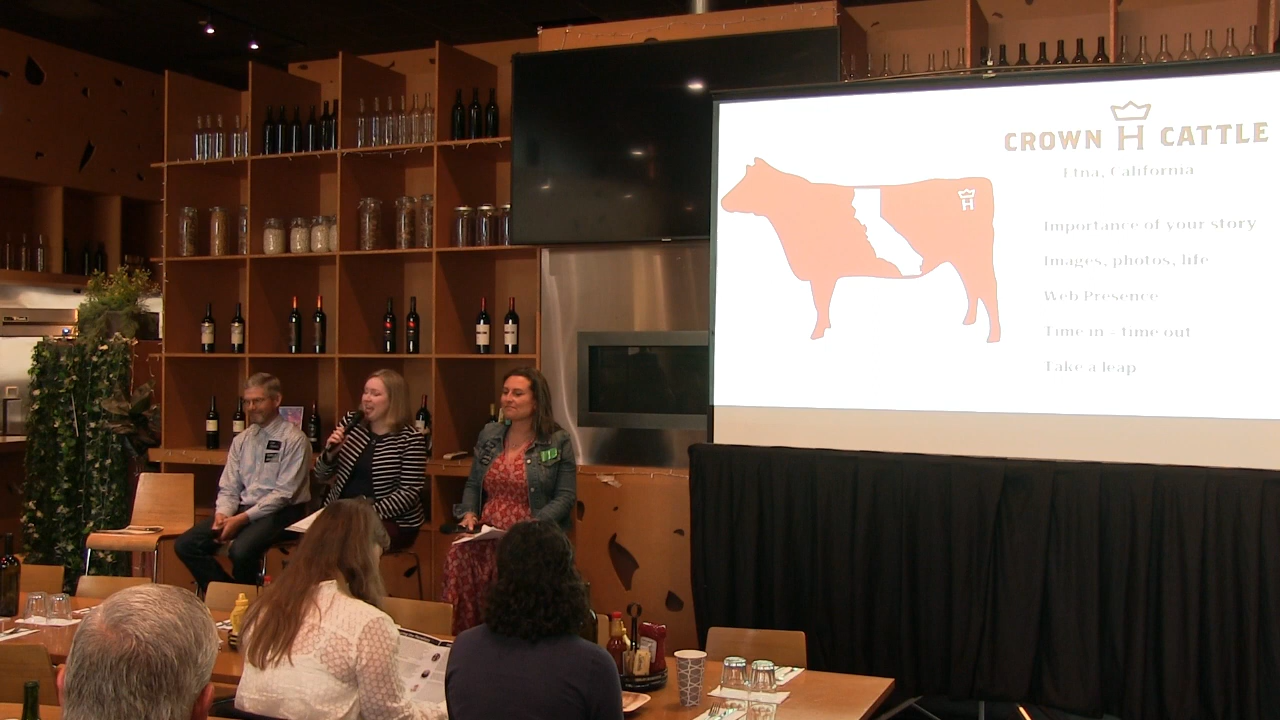 CROWN H CATTLE
Etna, California
H
Importance of your story
Images, photos, life
Web Presence
Time in - time out
Take a leap